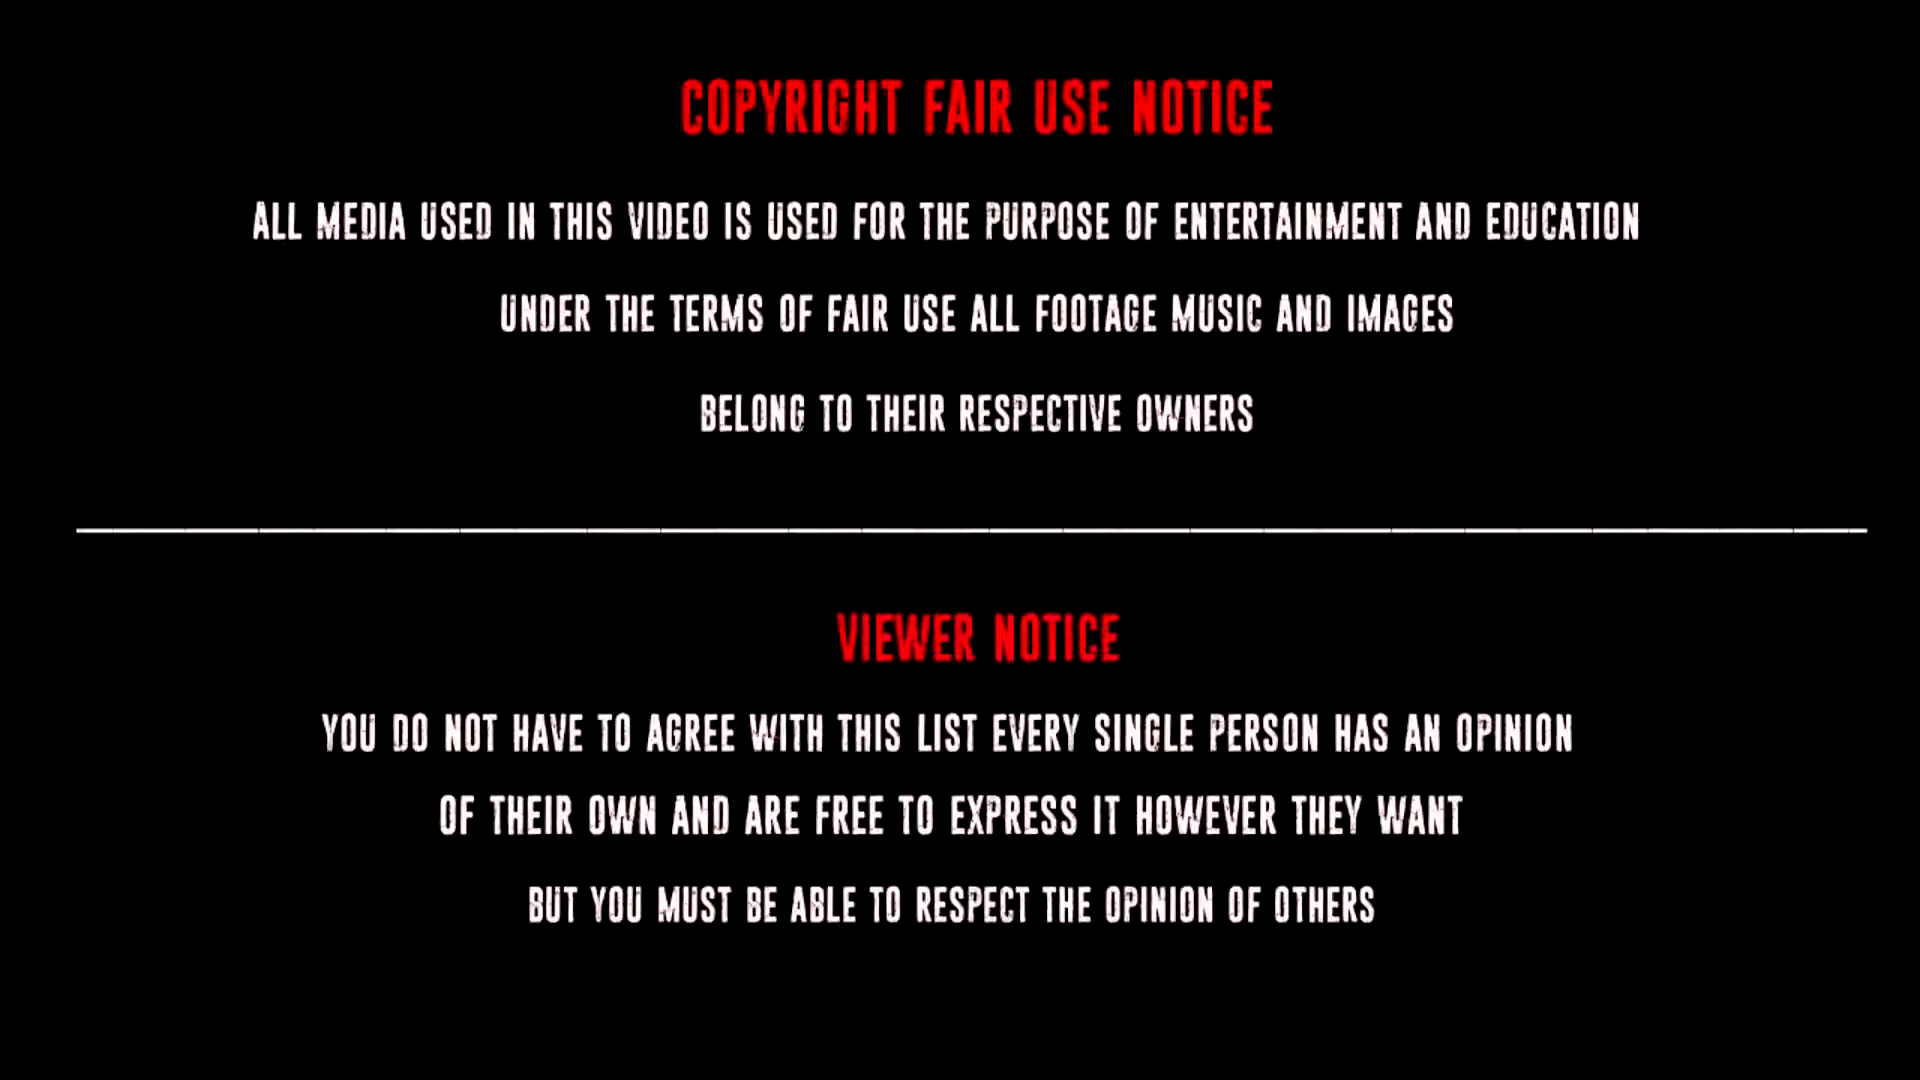 COPYRIGHT FAIR USE NOTICE
ALL MEDIA USED IN THIS VIDEO IS USED FOR THE PURPOSE OF ENTERTAINMENT AND EDUCATION
UNDER THE TERMS OF FAIR USE ALL FOOTAGE MUSIC AND IMAGES
BELONG TO THEIR RESPECTIVE OWNERS
VIEWER NOTICE
YOU DO NOT HAVE TO AGREE WITH THIS LIST EVERY SINGLE PERSON HAS AN OPINION
OF THEIR OWN AND ARE FREE TO EXPRESS IT HOWEVER THEY WANT
BUT YOU MUST BE ABLE TO RESPECT THE OPINION OF OTHERS